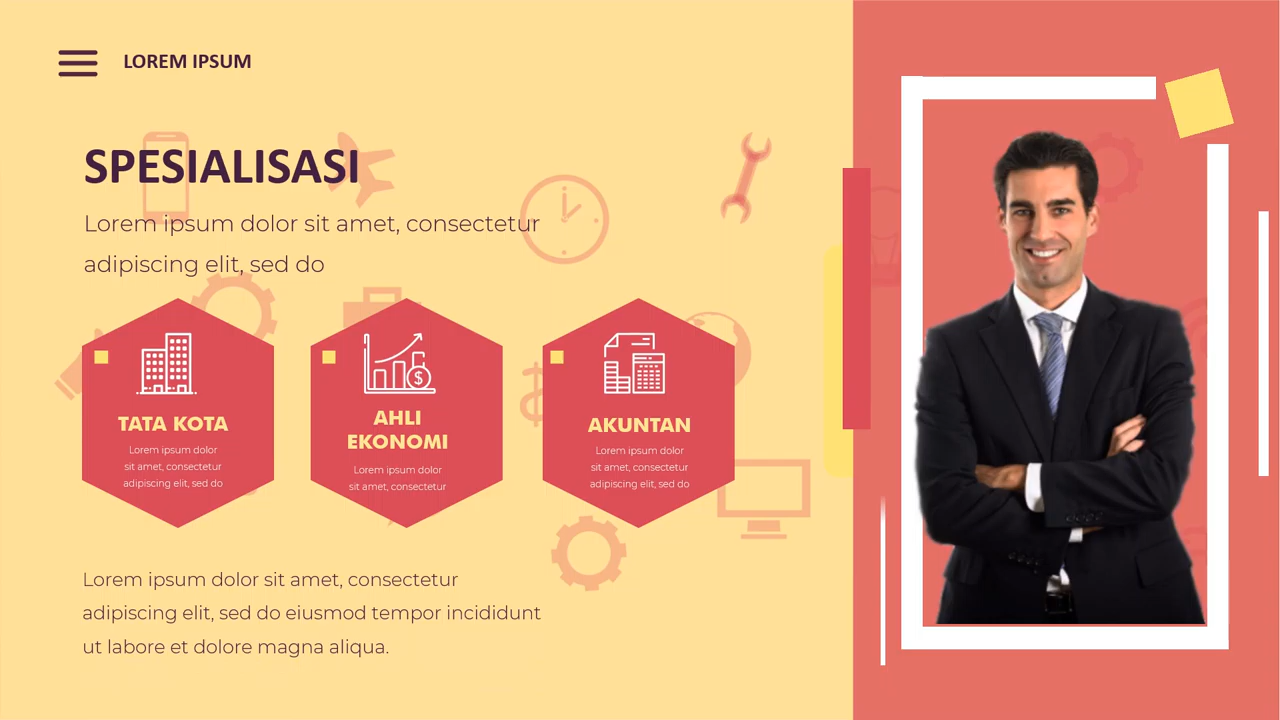 LOREM IPSUM
SPESIALISASI
Lorem ipsum dolor sit amet, consectetur
adipiscing elit, sed do
TATA KOTA
Lorem ipsum dolor
sit amet, consectetur
adipiscing elit, sed do
AHLI
EKONOMI
Lorem ipsum dolor
sit amet, consectetur
AKUNTAN
Lorem ipsum dolor
sit amet, consectetur
adipiscing elit, sed do
Lorem ipsum dolor sit amet, consectetur
adipiscing elit, sed do eiusmod tempor incididunt
ut labore et dolore magna aliqua.